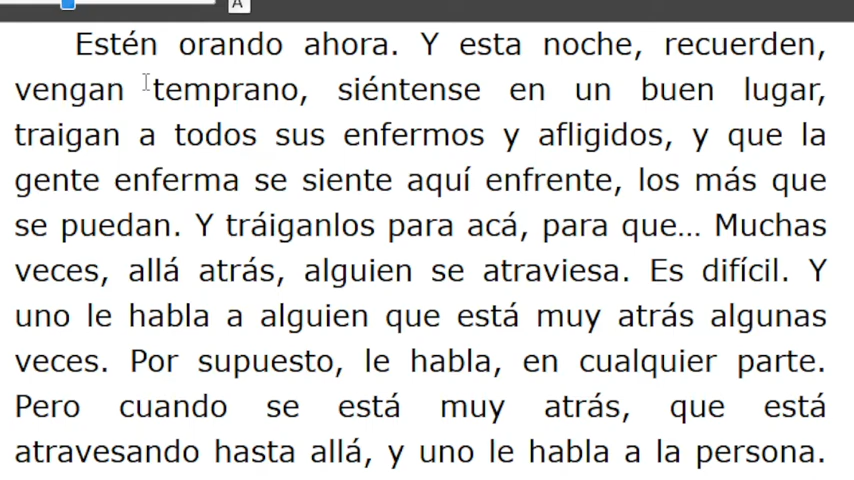 A
Estén orando ahora. Y esta noche, recuerden,
vengan temprano, siéntense en un buen lugar,
traigan a todos sus enfermos y afligidos, y que la
gente enferma se siente aquí enfrente, los más que
se puedan. Y tráiganlos para acá, para que… Muchas
veces, allá atrás, alguien se atraviesa. Es difícil. Y
uno le habla a alguien que está muy atrás algunas
veces. Por supuesto, le habla, en cualquier parte.
Pero cuando se está muy atrás, que está
atravesando hasta allá, y uno le habla a la persona.